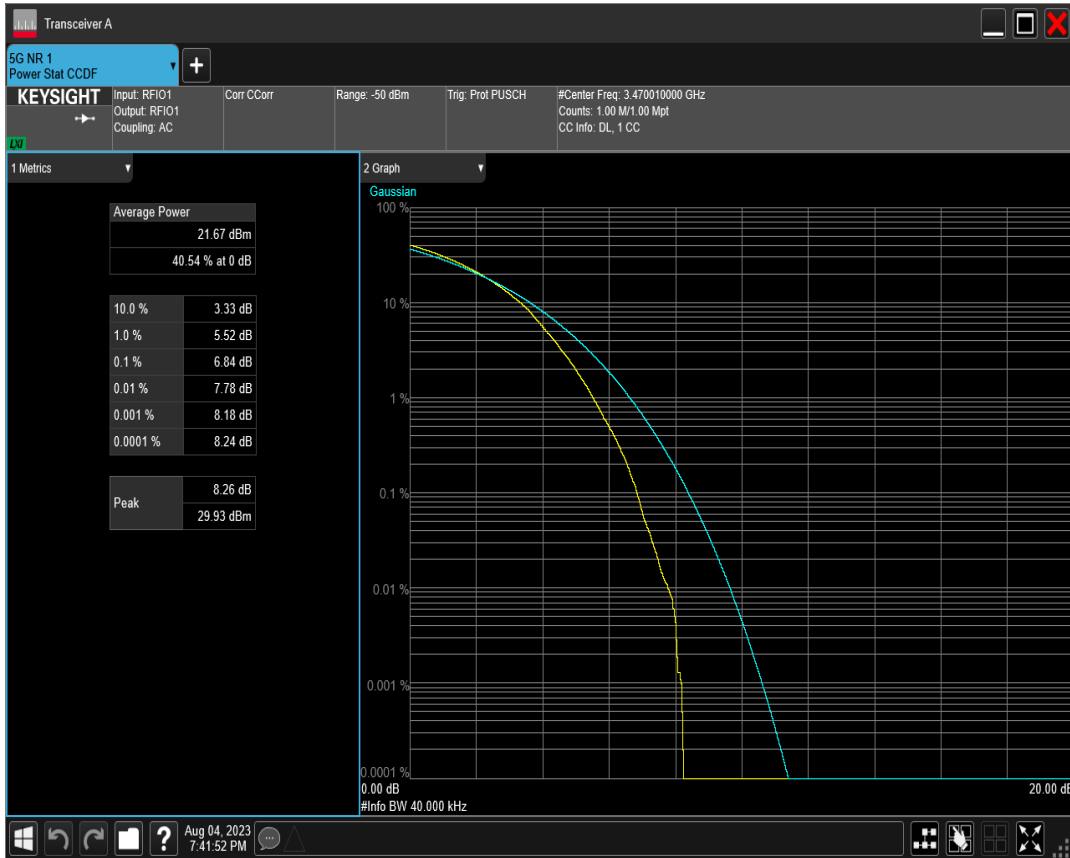 Transceiver A
5G NR 1
Power Stat CCDF
KEYSIGHT
LXI
Input: RFIO1
Output: RFIO1
Coupling: AC
Corr CCorr
Range: -50 dBm
Trig: Prot PUSCH
#Center Freq: 3.470010000 GHz
Counts: 1.00 M/1.00 Mpt
CC Info: DL, 1 CC
1 Metrics
Average Power
21.67 dBm
40.54 % at 0 dB
10.0 % 3.33 dB
1.0 % 5.52 dB
0.1 % 6.84 dB
0.01 % 7.78 dB
0.001 % 8.18 dB
0.0001 % 8.24 dB
Peak 8.26 dB
29.93 dBm
2 Graph
Gaussian
100 %
10 %
1 %
0.1 %
0.01 %
0.001 %
0.0001 %
0.00 dB 20.00 dB
#Info BW 40.000 kHz
? Aug 04, 2023
7:41:52 PM